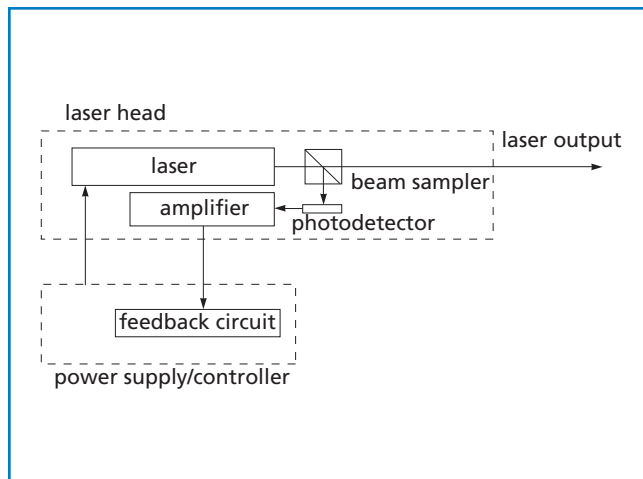 laser head
laser output
laser
beam sampler
amplifier
photodetector
feedback circuit
power supply/controller